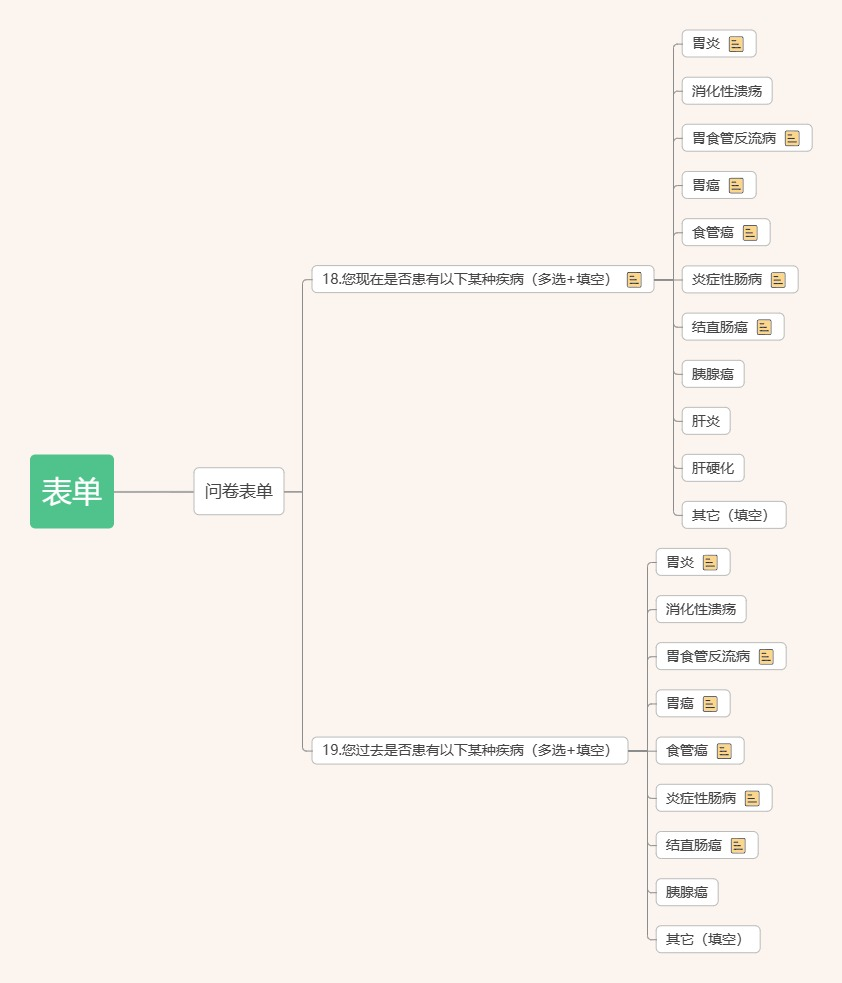 表单
问卷表单
18.您现在是否患有以下某种疾病（多选+填空）
胃炎
消化性溃疡
胃食管反流病
胃癌
食管癌
炎症性肠病
结直肠癌
胰腺癌
肝炎
肝硬化
其它（填空）
19.您过去是否患有以下某种疾病（多选+填空）
胃炎
消化性溃疡
胃食管反流病
胃癌
食管癌
炎症性肠病
结直肠癌
胰腺癌
其它（填空）